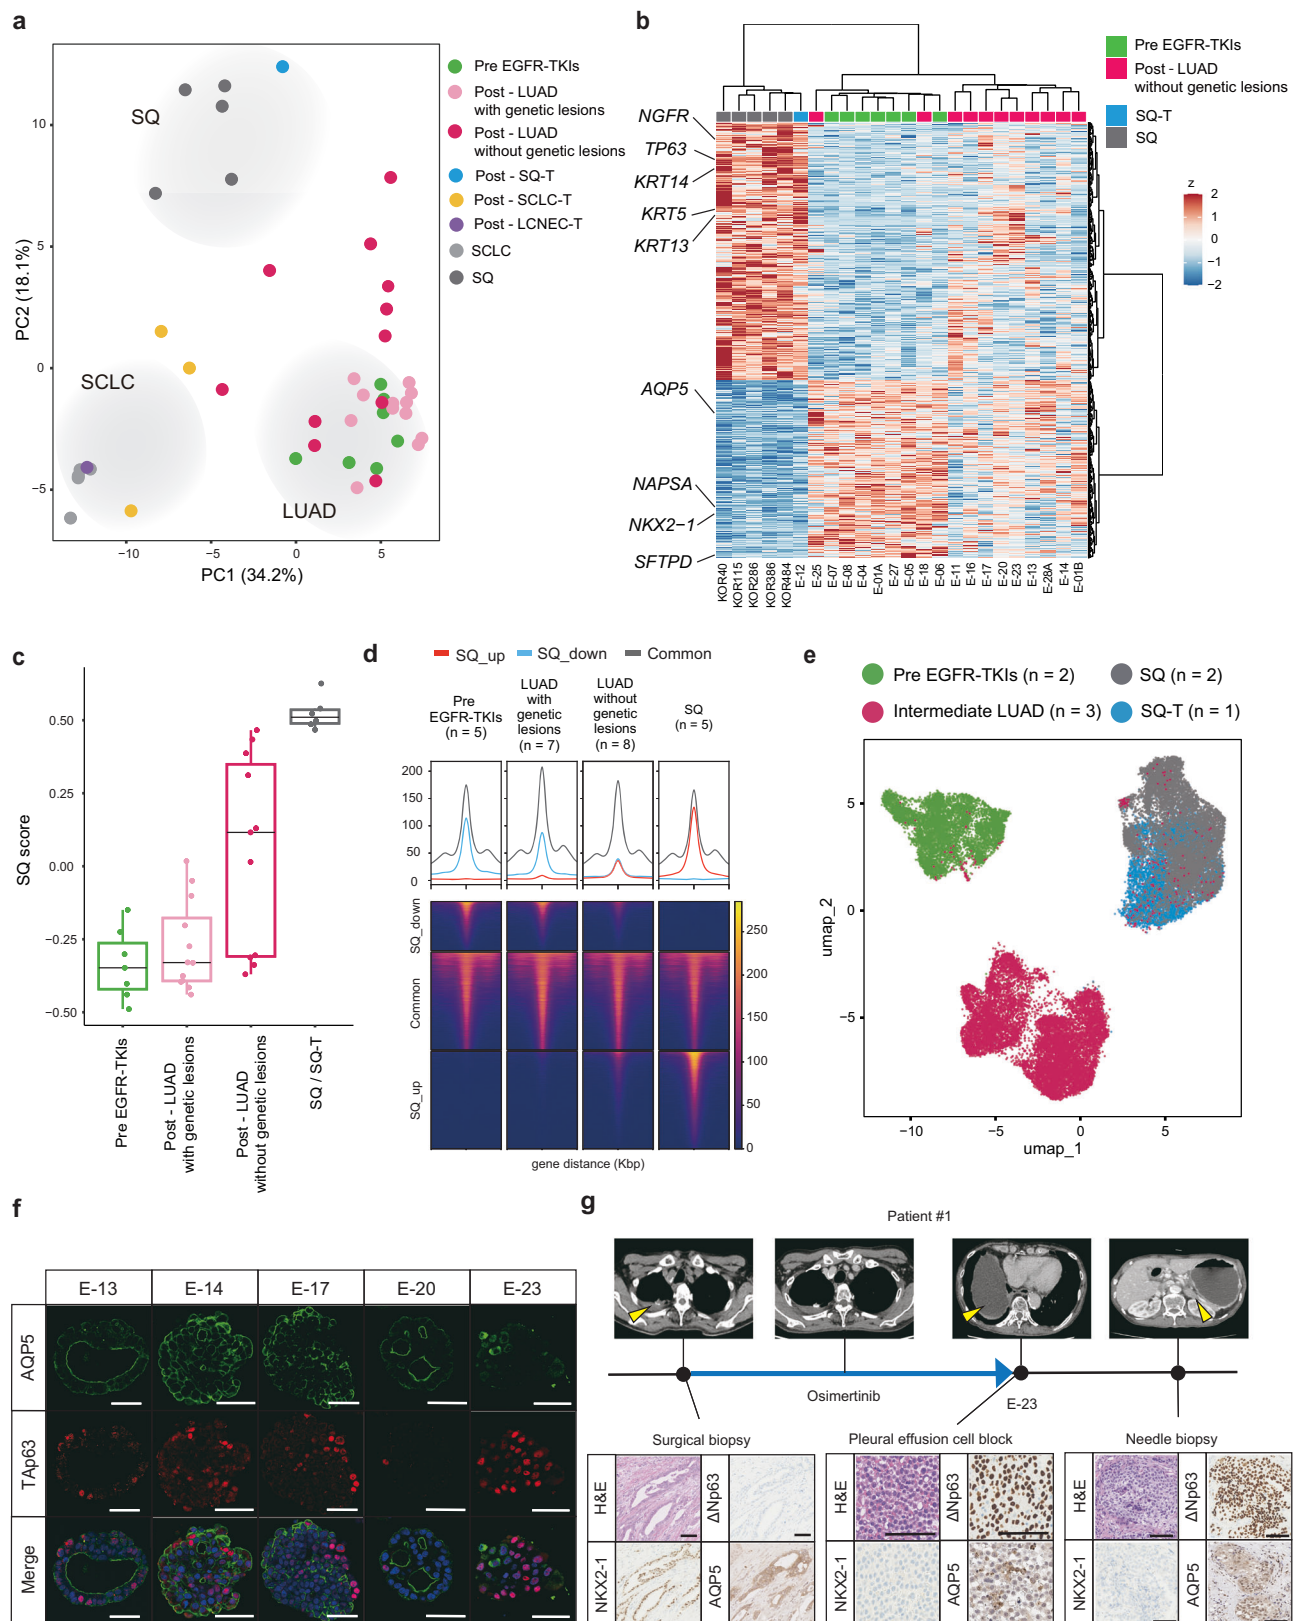 a
SQ
SCLC
LUAD
10
5
0
−5
−10
−5
0
5
PC2 (18.1%)
PC1 (34.2%)
Pre EGFR-TKIs
Post - LUAD
with genetic lesions
Post - LUAD
without genetic lesions
Post - SQ-T
Post - SCLC-T
Post - LCNEC-T
SCLC
SQ
b
Pre EGFR-TKIs
Post - LUAD
without genetic lesions
SQ-T
SQ
z
2
1
0
−1
−2
NGFR
TP63
KRT14
KRT5
KRT13
AQP5
NAPSA
NKX2−1
SFTPD
KOR40
KOR115
KOR286
KOR386
KOR484
E-12
E-25
E-07
E-08
E-04
E-01A
E-27
E-05
E-18
E-06
E-11
E-16
E-17
E-20
E-23
E-13
E-28A
E-14
E-01B
c
SQ score
0.50
0.25
0.00
−0.25
−0.50
Pre EGFR-TKIs
Post - LUAD
with genetic lesions
Post - LUAD
without genetic lesions
SQ / SQ-T
d
SQ_up
SQ_down
Common
Pre
EGFR-TKIs
(n = 5)
LUAD
with
genetic
lesions
(n = 7)
LUAD
without
genetic
lesions
(n = 8)
SQ
(n = 5)
200
150
100
50
0
SQ_down
Common
SQ_up
250
200
150
100
50
0
gene distance (Kbp)
e
Pre EGFR-TKIs (n = 2)
SQ (n = 2)
Intermediate LUAD (n = 3)
SQ-T (n = 1)
5
0
−5
umap_2
−10
−5
0
5
umap_1
f
E-13
E-14
E-17
E-20
E-23
AQP5
TAp63
Merge
g
Patient #1
Osimertinib
E-23
Surgical biopsy
Pleural effusion cell block
Needle biopsy
H&E
ΔNp63
H&E
ΔNp63
H&E
ΔNp63
NKX2-1
AQP5
NKX2-1
AQP5
NKX2-1
AQP5